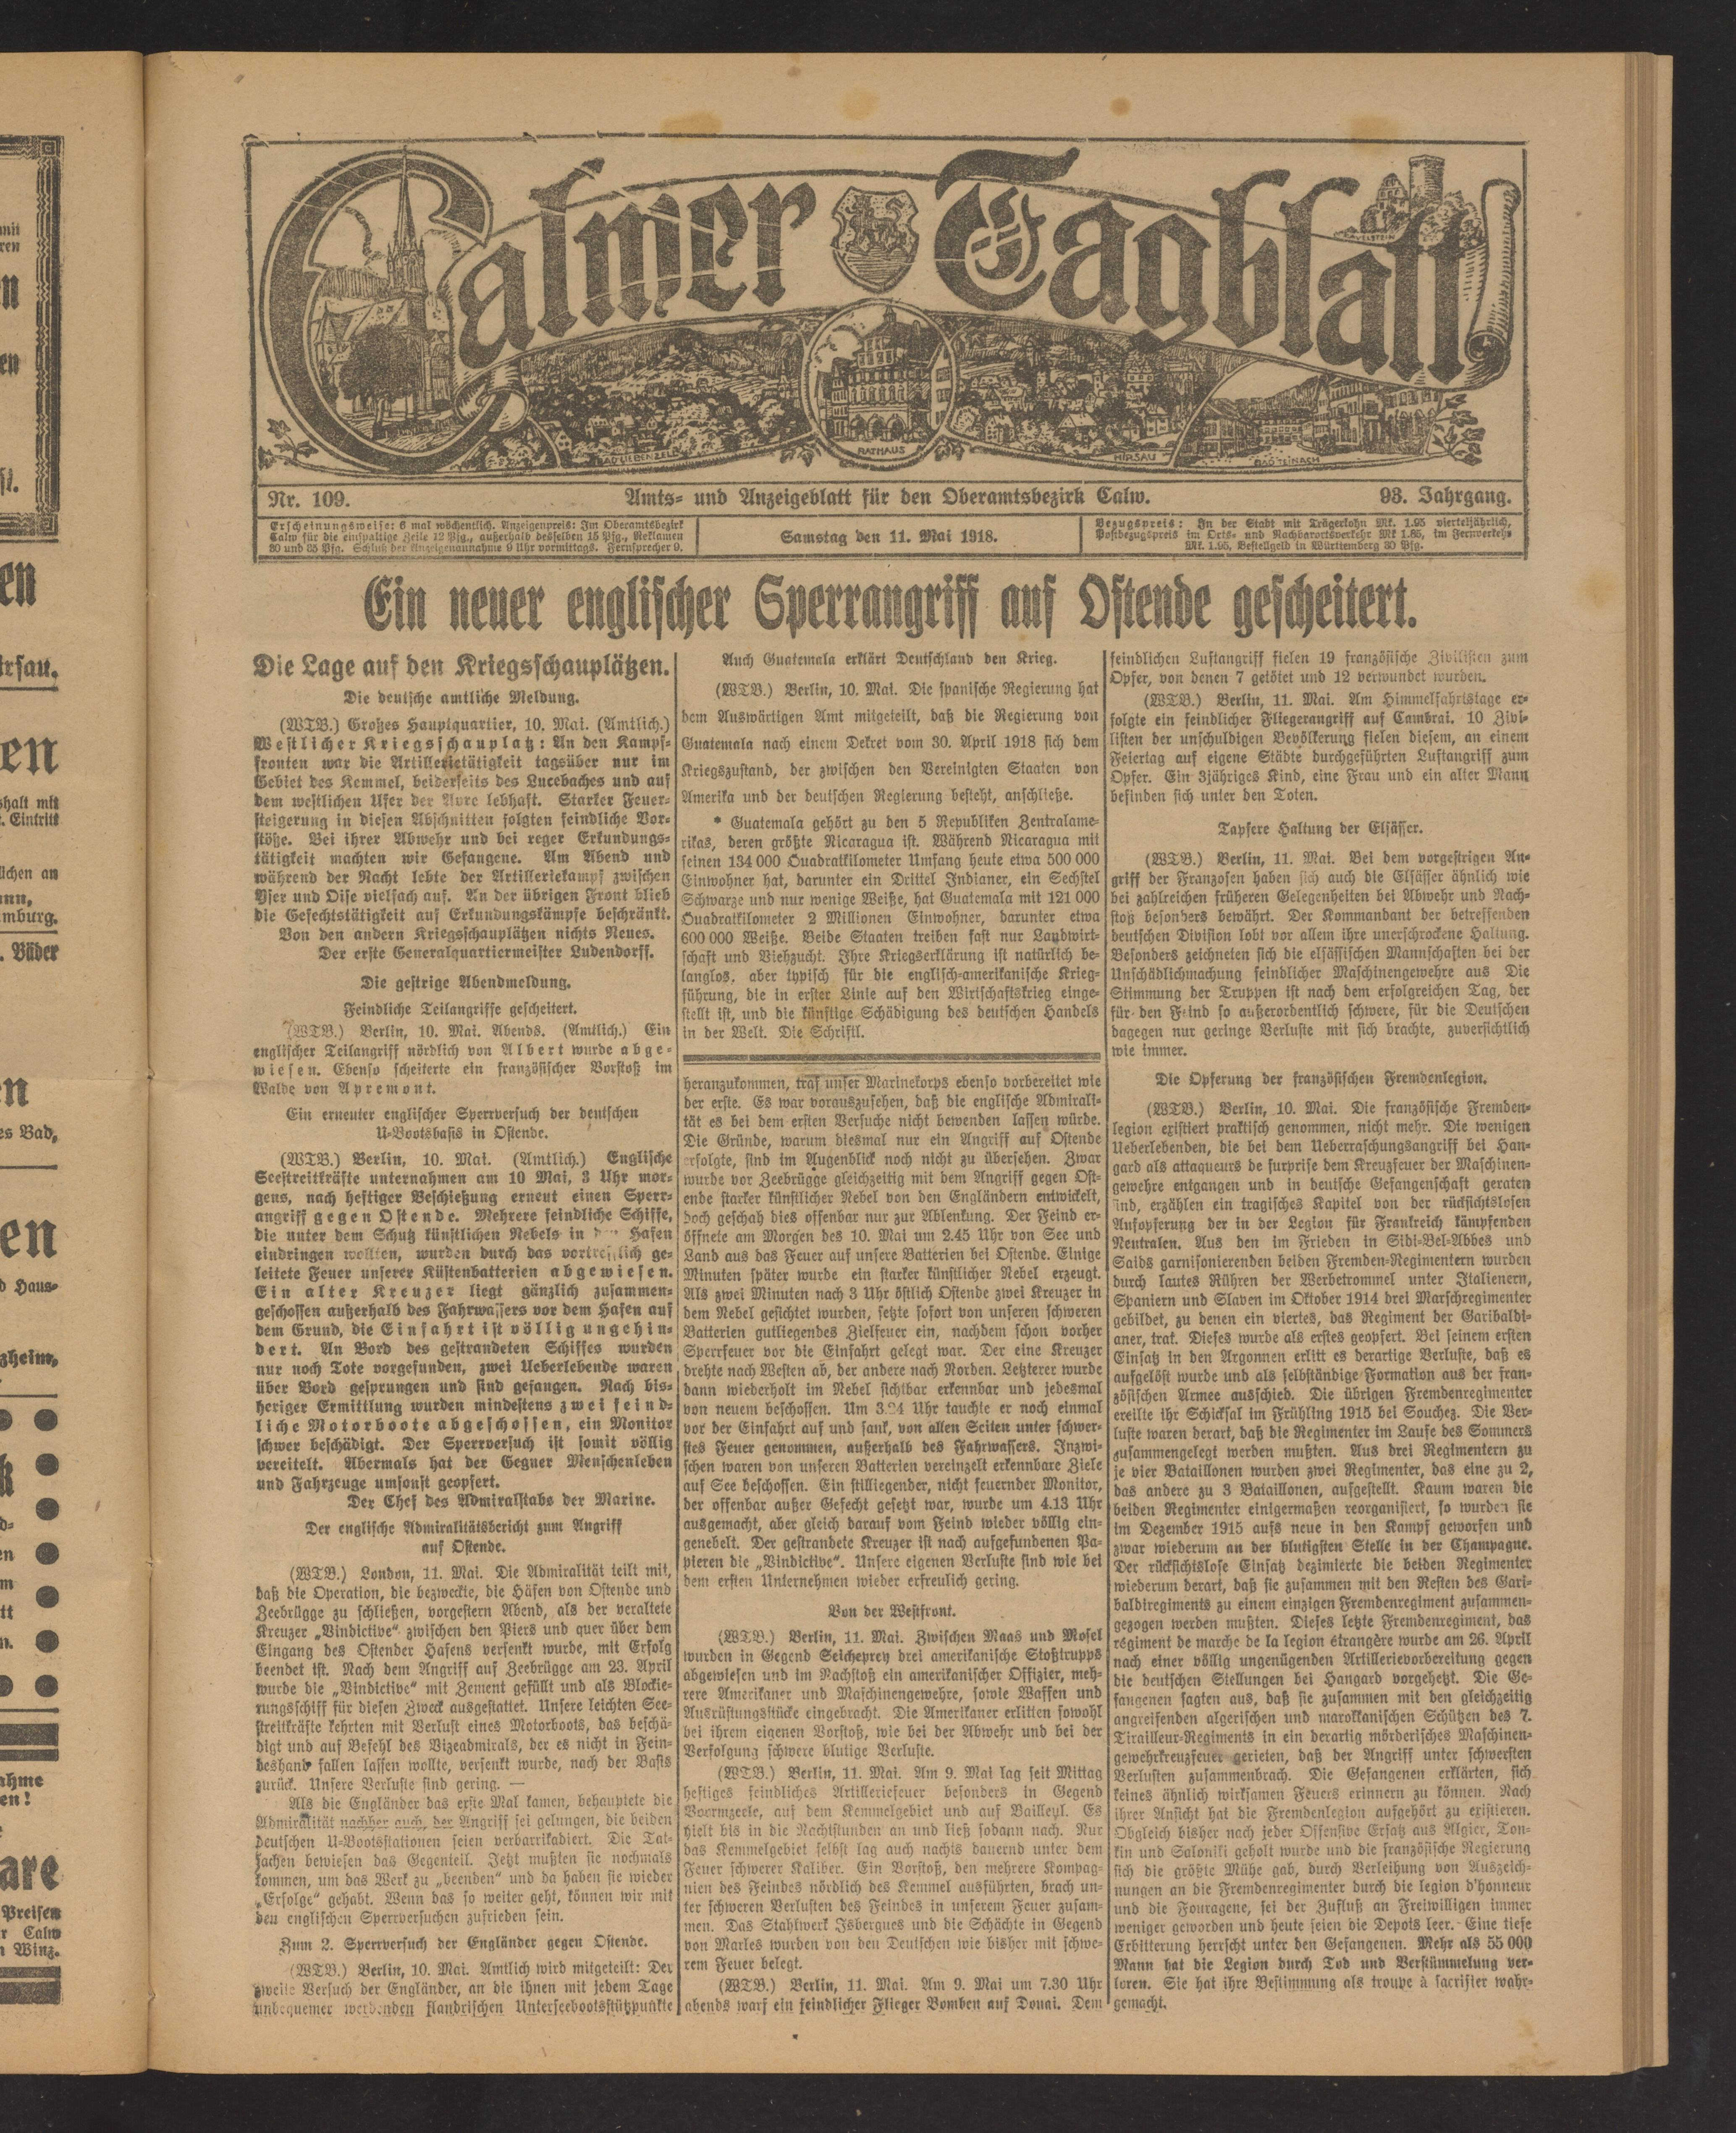 Calwer Tagblatt
BAD LIEBENZELL
RATHAUS
HIRSAU
BAD TEINACH
Nr. 109.
Amts- und Anzeigeblatt für den Oberamtsbezirk Calw.
93. Jahrgang.
Erscheinungsweise: 6 mal wöchentlich. Anzeigenpreis: Im Oberamtsbezirk
Calw für die einspaltige Zeile 12 Pfg., außerhalb desselben 15 Pfg., Reklamen
30 und 35 Pfg. Schluß der Anzeigenannahme 9 Uhr vormittags. Fernsprecher 9.
Samstag den 11. Mai 1918.
Bezugspreis: In der Stadt mit Trägerlohn Mk. 1.95 vierteljährlich,
Postbezugspreis im Orts- und Nachbarortsverkehr Mk 1.85, im Fernverkehr
Mk. 1.95, Bestellgeld in Württemberg 30 Pfg.
Ein neuer englischer Sperrangriff auf Ostende gescheitert.
Die Lage auf den Kriegsschauplätzen.
Die deutsche amtliche Meldung.
(WTB.) Großes Hauptquartier, 10. Mai. (Amtlich.)
Westlicher Kriegsschauplatz: An den Kampf-
fronten war die Artillerietätigkeit tagsüber nur im
Gebiet des Kemmel, beiderseits des Lucebaches und auf
dem westlichen Ufer der Avre lebhaft. Starker Feuer-
steigerung in diesen Abschnitten folgten feindliche Vor-
stöße. Bei ihrer Abwehr und bei reger Erkundungs-
tätigkeit machten wir Gefangene. Am Abend und
während der Nacht lebte der Artilleriekampf zwischen
Yser und Oise vielfach auf. An der übrigen Front blieb
die Gefechtstätigkeit auf Erkundungskämpfe beschränkt.
Von den andern Kriegsschauplätzen nichts Neues.
Der erste Generalquartiermeister Ludendorff.
Die gestrige Abendmeldung.
Feindliche Teilangriffe gescheitert.
(WTB.) Berlin, 10. Mai. Abends. (Amtlich.) Ein
englischer Teilangriff nördlich von Albert wurde abge-
wiesen. Ebenso scheiterte ein französischer Vorstoß im
Walde von Apremont.
Ein erneuter englischer Sperrversuch der deutschen
U-Bootsbasis in Ostende.
(WTB.) Berlin, 10. Mai. (Amtlich.) Englische
Seestreitkräfte unternahmen am 10 Mai, 3 Uhr mor-
gens, nach heftiger Beschießung erneut einen Sperr-
angriff gegen Ostende. Mehrere feindliche Schiffe,
die unter dem Schutz künstlichen Nebels in den Hafen
eindringen wollten, wurden durch das vortrefflich ge-
leitete Feuer unserer Küstenbatterien abgewiesen.
Ein alter Kreuzer liegt gänzlich zusammen-
geschossen außerhalb des Fahrwassers vor dem Hafen auf
dem Grund, die Einfahrt ist völlig ungehin-
dert. An Bord des gestrandeten Schiffes wurden
nur noch Tote vorgefunden, zwei Ueberlebende waren
über Bord gesprungen und sind gefangen. Nach bis-
heriger Ermittlung wurden mindestens zwei feind-
liche Motorboote abgeschossen, ein Monitor
schwer beschädigt. Der Sperrversuch ist somit völlig
vereitelt. Abermals hat der Gegner Menschenleben
und Fahrzeuge umsonst geopfert.
Der Chef des Admiralstabs der Marine.
Der englische Admiralitätsbericht zum Angriff
auf Ostende.
(WTB.) London, 11. Mai. Die Admiralität teilt mit,
daß die Operation, die bezweckte, die Häfen von Ostende und
Zeebrügge zu schließen, vorgestern Abend, als der veraltete
Kreuzer „Vindictive“ zwischen den Piers und quer über dem
Eingang des Ostender Hafens versenkt wurde, mit Erfolg
beendet ist. Nach dem Angriff auf Zeebrügge am 23. April
wurde die „Vindictive“ mit Zement gefüllt und als Blockie-
rungsschiff für diesen Zweck ausgestattet. Unsere leichten See-
streitkräfte kehrten mit Verlust eines Motorboots, das beschä-
digt und auf Befehl des Vizeadmirals, der es nicht in Fein-
deshand fallen lassen wollte, versenkt wurde, nach der Basis
zurück. Unsere Verluste sind gering. —
Als die Engländer das erste Mal kamen, behauptete die
Admiralität nachher auch, der Angriff sei gelungen, die beiden
deutschen U-Bootsstationen seien verbarrikadiert. Die Tat-
sachen bewiesen das Gegenteil. Jetzt mußten sie nochmals
kommen, um das Werk zu „beenden“ und da haben sie wieder
„Erfolge“ gehabt. Wenn das so weiter geht, können wir mit
den englischen Sperrversuchen zufrieden sein.
Zum 2. Sperrversuch der Engländer gegen Ostende.
(WTB.) Berlin, 10. Mai. Amtlich wird mitgeteilt: Der
zweite Versuch der Engländer, an die ihnen mit jedem Tage
unbequemer werdenden flandrischen Unterseebootsstützpunkte
Auch Guatemala erklärt Deutschland den Krieg.
(WTB.) Berlin, 10. Mai. Die spanische Regierung hat
dem Auswärtigen Amt mitgeteilt, daß die Regierung von
Guatemala nach einem Dekret vom 30. April 1918 sich dem
Kriegszustand, der zwischen den Vereinigten Staaten von
Amerika und der deutschen Regierung besteht, anschließe.
* Guatemala gehört zu den 5 Republiken Zentralame-
rikas, deren größte Nicaragua ist. Während Nicaragua mit
seinen 134 000 Quadratkilometer Umfang heute etwa 500 000
Einwohner hat, darunter ein Drittel Indianer, ein Sechstel
Schwarze und nur wenige Weiße, hat Guatemala mit 121 000
Quadratkilometer 2 Millionen Einwohner, darunter etwa
600 000 Weiße. Beide Staaten treiben fast nur Landwirt-
schaft und Viehzucht. Ihre Kriegserklärung ist natürlich be-
langlos, aber typisch für die englisch-amerikanische Krieg-
führung, die in erster Linie auf den Wirtschaftskrieg einge-
stellt ist, und die künftige Schädigung des deutschen Handels
in der Welt. Die Schriftl.
heranzukommen, traf unser Marinekorps ebenso vorbereitet wie
der erste. Es war vorauszusehen, daß die englische Admirali-
tät es bei dem ersten Versuche nicht bewenden lassen würde.
Die Gründe, warum diesmal nur ein Angriff auf Ostende
erfolgte, sind im Augenblick noch nicht zu übersehen. Zwar
wurde vor Zeebrügge gleichzeitig mit dem Angriff gegen Ost-
ende starker künstlicher Nebel von den Engländern entwickelt,
doch geschah dies offenbar nur zur Ablenkung. Der Feind er-
öffnete am Morgen des 10. Mai um 2.45 Uhr von See und
Land aus das Feuer auf unsere Batterien bei Ostende. Einige
Minuten später wurde ein starker künstlicher Nebel erzeugt.
Als zwei Minuten nach 3 Uhr östlich Ostende zwei Kreuzer in
dem Nebel gesichtet wurden, setzte sofort von unseren schweren
Batterien gutliegendes Zielfeuer ein, nachdem schon vorher
Sperrfeuer vor die Einfahrt gelegt war. Der eine Kreuzer
drehte nach Westen ab, der andere nach Norden. Letzterer wurde
dann wiederholt im Nebel sichtbar erkennbar und jedesmal
von neuem beschossen. Um 3.24 Uhr tauchte er noch einmal
vor der Einfahrt auf und sank, von allen Seiten unter schwer-
stes Feuer genommen, außerhalb des Fahrwassers. Inzwi-
schen waren von unseren Batterien vereinzelt erkennbare Ziele
auf See beschossen. Ein stilliegender, nicht feuernder Monitor,
der offenbar außer Gefecht gesetzt war, wurde um 4.13 Uhr
ausgemacht, aber gleich darauf vom Feind wieder völlig ein-
genebelt. Der gestrandete Kreuzer ist nach aufgefundenen Pa-
pieren die „Vindictive“. Unsere eigenen Verluste sind wie bei
dem ersten Unternehmen wieder erfreulich gering.
Von der Westfront.
(WTB.) Berlin, 11. Mai. Zwischen Maas und Mosel
wurden in Gegend Seicheprey drei amerikanische Stoßtrupps
abgewiesen und im Nachstoß ein amerikanischer Offizier, meh-
rere Amerikaner und Maschinengewehre, sowie Waffen und
Ausrüstungsstücke eingebracht. Die Amerikaner erlitten sowohl
bei ihrem eigenen Vorstoß, wie bei der Abwehr und bei der
Verfolgung schwere blutige Verluste.
(WTB.) Berlin, 11. Mai. Am 9. Mai lag seit Mittag
heftiges feindliches Artilleriefeuer besonders in Gegend
Voormzeele, auf dem Kemmelgebiet und auf Bailleul. Es
hielt bis in die Nachtstunden an und ließ sodann nach. Nur
das Kemmelgebiet selbst lag auch nachts dauernd unter dem
Feuer schwerer Kaliber. Ein Vorstoß, den mehrere Kompag-
nien des Feindes nördlich des Kemmel ausführten, brach un-
ter schweren Verlusten des Feindes in unserem Feuer zusam-
men. Das Stahlwerk Isbergues und die Schächte in Gegend
von Marles wurden von den Deutschen wie bisher mit schwe-
rem Feuer belegt.
(WTB.) Berlin, 11. Mai. Am 9. Mai um 7.30 Uhr
abends warf ein feindlicher Flieger Bomben auf Douai. Dem
feindlichen Luftangriff fielen 19 französische Zivilisten zum
Opfer, von denen 7 getötet und 12 verwundet wurden.
(WTB.) Berlin, 11. Mai. Am Himmelfahrtstage er-
folgte ein feindlicher Fliegerangriff auf Cambrai. 10 Zivi-
listen der unschuldigen Bevölkerung fielen diesem, an einem
Feiertag auf eigene Städte durchgeführten Luftangriff zum
Opfer. Ein 3jähriges Kind, eine Frau und ein alter Mann
befinden sich unter den Toten.
Tapfere Haltung der Elsässer.
(WTB.) Berlin, 11. Mai. Bei dem vorgestrigen An-
griff der Franzosen haben sich auch die Elsässer ähnlich wie
bei zahlreichen früheren Gelegenheiten bei Abwehr und Nach-
stoß besonders bewährt. Der Kommandant der betreffenden
deutschen Division lobt vor allem ihre unerschrockene Haltung.
Besonders zeichneten sich die elsässischen Mannschaften bei der
Unschädlichmachung feindlicher Maschinengewehre aus Die
Stimmung der Truppen ist nach dem erfolgreichen Tag, der
für den Feind so außerordentlich schwere, für die Deutschen
dagegen nur geringe Verluste mit sich brachte, zuversichtlich
wie immer.
Die Opferung der französischen Fremdenlegion.
(WTB.) Berlin, 10. Mai. Die französische Fremden-
legion existiert praktisch genommen, nicht mehr. Die wenigen
Ueberlebenden, die bei dem Ueberraschungsangriff bei Han-
gard als attaqueurs de surprise dem Kreuzfeuer der Maschinen-
gewehre entgangen und in deutsche Gefangenschaft geraten
sind, erzählen ein tragisches Kapitel von der rücksichtslosen
Aufopferung der in der Legion für Frankreich kämpfenden
Neutralen. Aus den im Frieden in Sidi-Bel-Abbes und
Saida garnisonierenden beiden Fremden-Regimentern wurden
durch lautes Rühren der Werbetrommel unter Italienern,
Spaniern und Slaven im Oktober 1914 drei Marschregimenter
gebildet, zu denen ein viertes, das Regiment der Garibaldi-
aner, trat. Dieses wurde als erstes geopfert. Bei seinem ersten
Einsatz in den Argonnen erlitt es derartige Verluste, daß es
aufgelöst wurde und als selbständige Formation aus der fran-
zösischen Armee ausschied. Die übrigen Fremdenregimenter
ereilte ihr Schicksal im Frühling 1915 bei Souchez. Die Ver-
luste waren derart, daß die Regimenter im Laufe des Sommers
zusammengelegt werden mußten. Aus drei Regimentern zu
je vier Bataillonen wurden zwei Regimenter, das eine zu 2,
das andere zu 3 Bataillonen, aufgestellt. Kaum waren die
beiden Regimenter einigermaßen reorganisiert, so wurden sie
im Dezember 1915 aufs neue in den Kampf geworfen und
zwar wiederum an der blutigsten Stelle in der Champagne.
Der rücksichtslose Einsatz dezimierte die beiden Regimenter
wiederum derart, daß sie zusammen mit den Resten des Gari-
baldiregiments zu einem einzigen Fremdenregiment zusammen-
gezogen werden mußten. Dieses letzte Fremdenregiment, das
régiment de marche de la legion étrangère wurde am 26. April
nach einer völlig ungenügenden Artillerievorbereitung gegen
die deutschen Stellungen bei Hangard vorgehetzt. Die Ge-
fangenen sagten aus, daß sie zusammen mit den gleichzeitig
angreifenden algerischen und marokkanischen Schützen des 7.
Tirailleur-Regiments in ein derartig mörderisches Maschinen-
gewehrkreuzfeuer gerieten, daß der Angriff unter schwersten
Verlusten zusammenbrach. Die Gefangenen erklärten, sich
keines ähnlich wirksamen Feuers erinnern zu können. Nach
ihrer Ansicht hat die Fremdenlegion aufgehört zu existieren.
Obgleich bisher nach jeder Offensive Ersatz aus Algier, Ton-
kin und Saloniki geholt wurde und die französische Regierung
sich die größte Mühe gab, durch Verleihung von Auszeich-
nungen an die Fremdenregimenter durch die legion d'honneur
und die Fouragene, sei der Zufluß an Freiwilligen immer
weniger geworden und heute seien die Depots leer. Eine tiefe
Erbitterung herrscht unter den Gefangenen. Mehr als 55 000
Mann hat die Legion durch Tod und Verstümmelung ver-
loren. Sie hat ihre Bestimmung als troupe à sacrifier wahr-
gemacht.